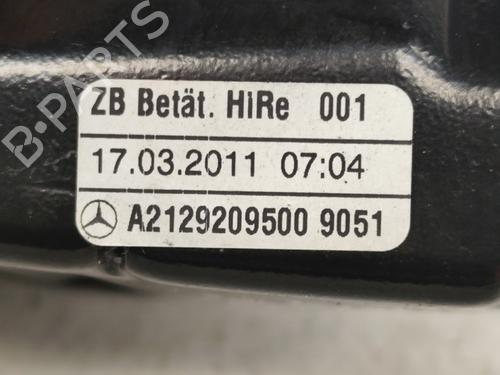 B-PARTS
ZB Betät. HiRe 001
17.03.2011 07:04
A2129209500 9051